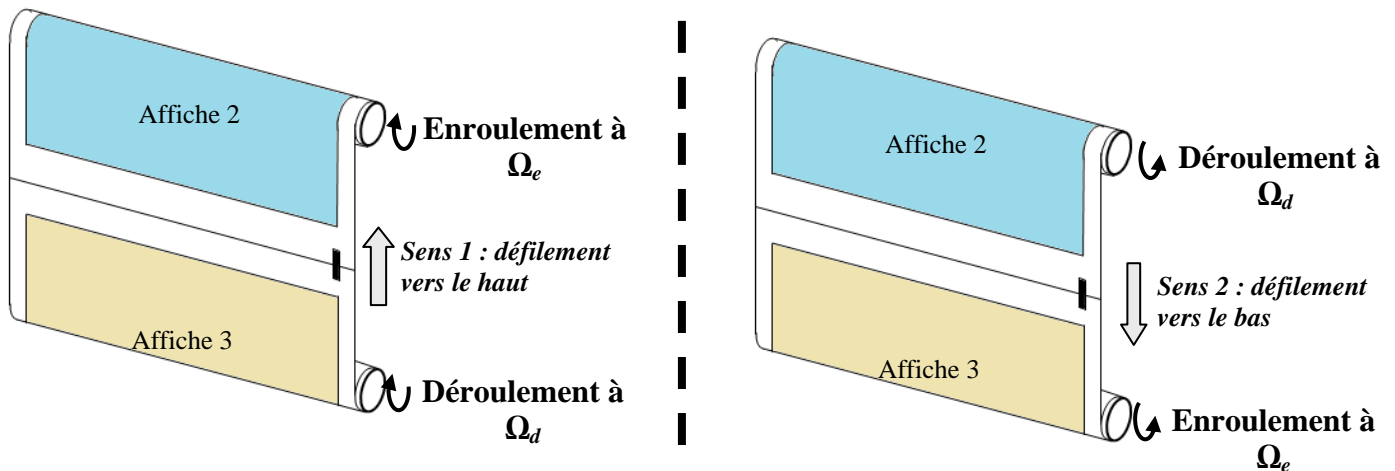 Affiche 2
Enroulement à
Ωe
Sens 1 : défilement
vers le haut
Affiche 3
Déroulement à
Ωd
Affiche 2
Déroulement à
Ωd
Sens 2 : défilement
vers le bas
Affiche 3
Enroulement à
Ωe